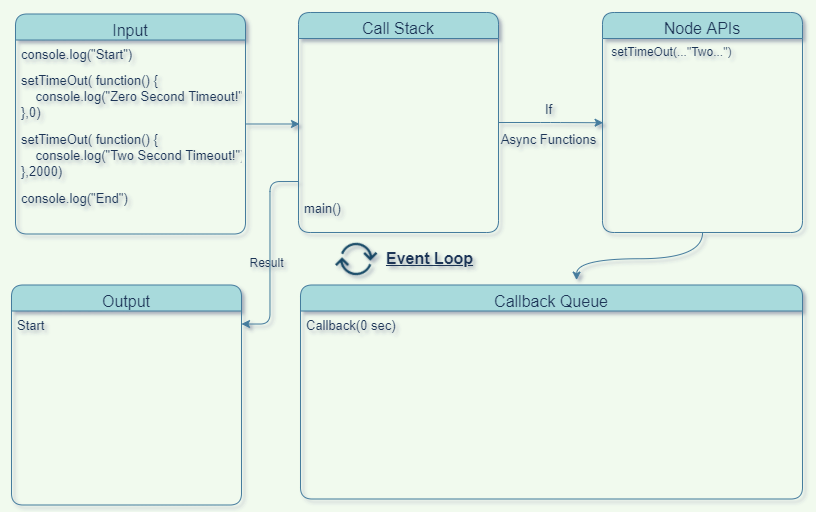 Input
console.log("Start")
setTimeOut( function() {
console.log("Zero Second Timeout!"
},0)
setTimeOut( function() {
console.log("Two Second Timeout!"
},2000)
console.log("End")
Call Stack
main()
If
Async Functions
Node APIs
setTimeOut(..."Two...")
Result
Event Loop
Output
Start
Callback Queue
Callback(0 sec)